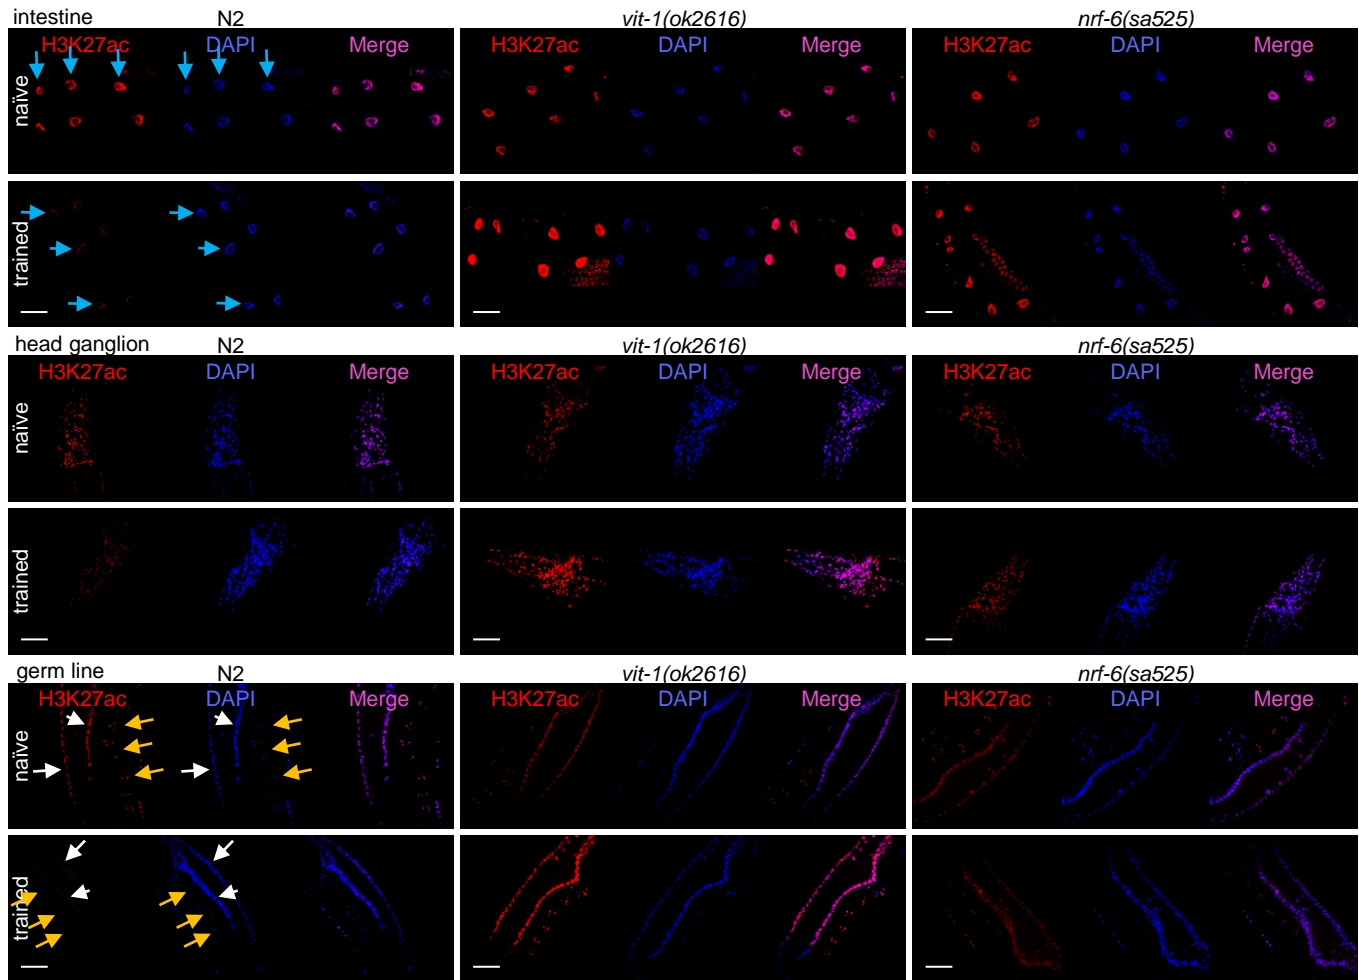 intestine N2 vit-1(ok2616) nrf-6(sa525)
H3K27ac DAPI Merge H3K27ac DAPI Merge H3K27ac DAPI Merge
naïve
trained
head ganglion N2 vit-1(ok2616) nrf-6(sa525)
H3K27ac DAPI Merge H3K27ac DAPI Merge H3K27ac DAPI Merge
naïve
trained
germ line N2 vit-1(ok2616) nrf-6(sa525)
H3K27ac DAPI Merge H3K27ac DAPI Merge H3K27ac DAPI Merge
naïve
trained